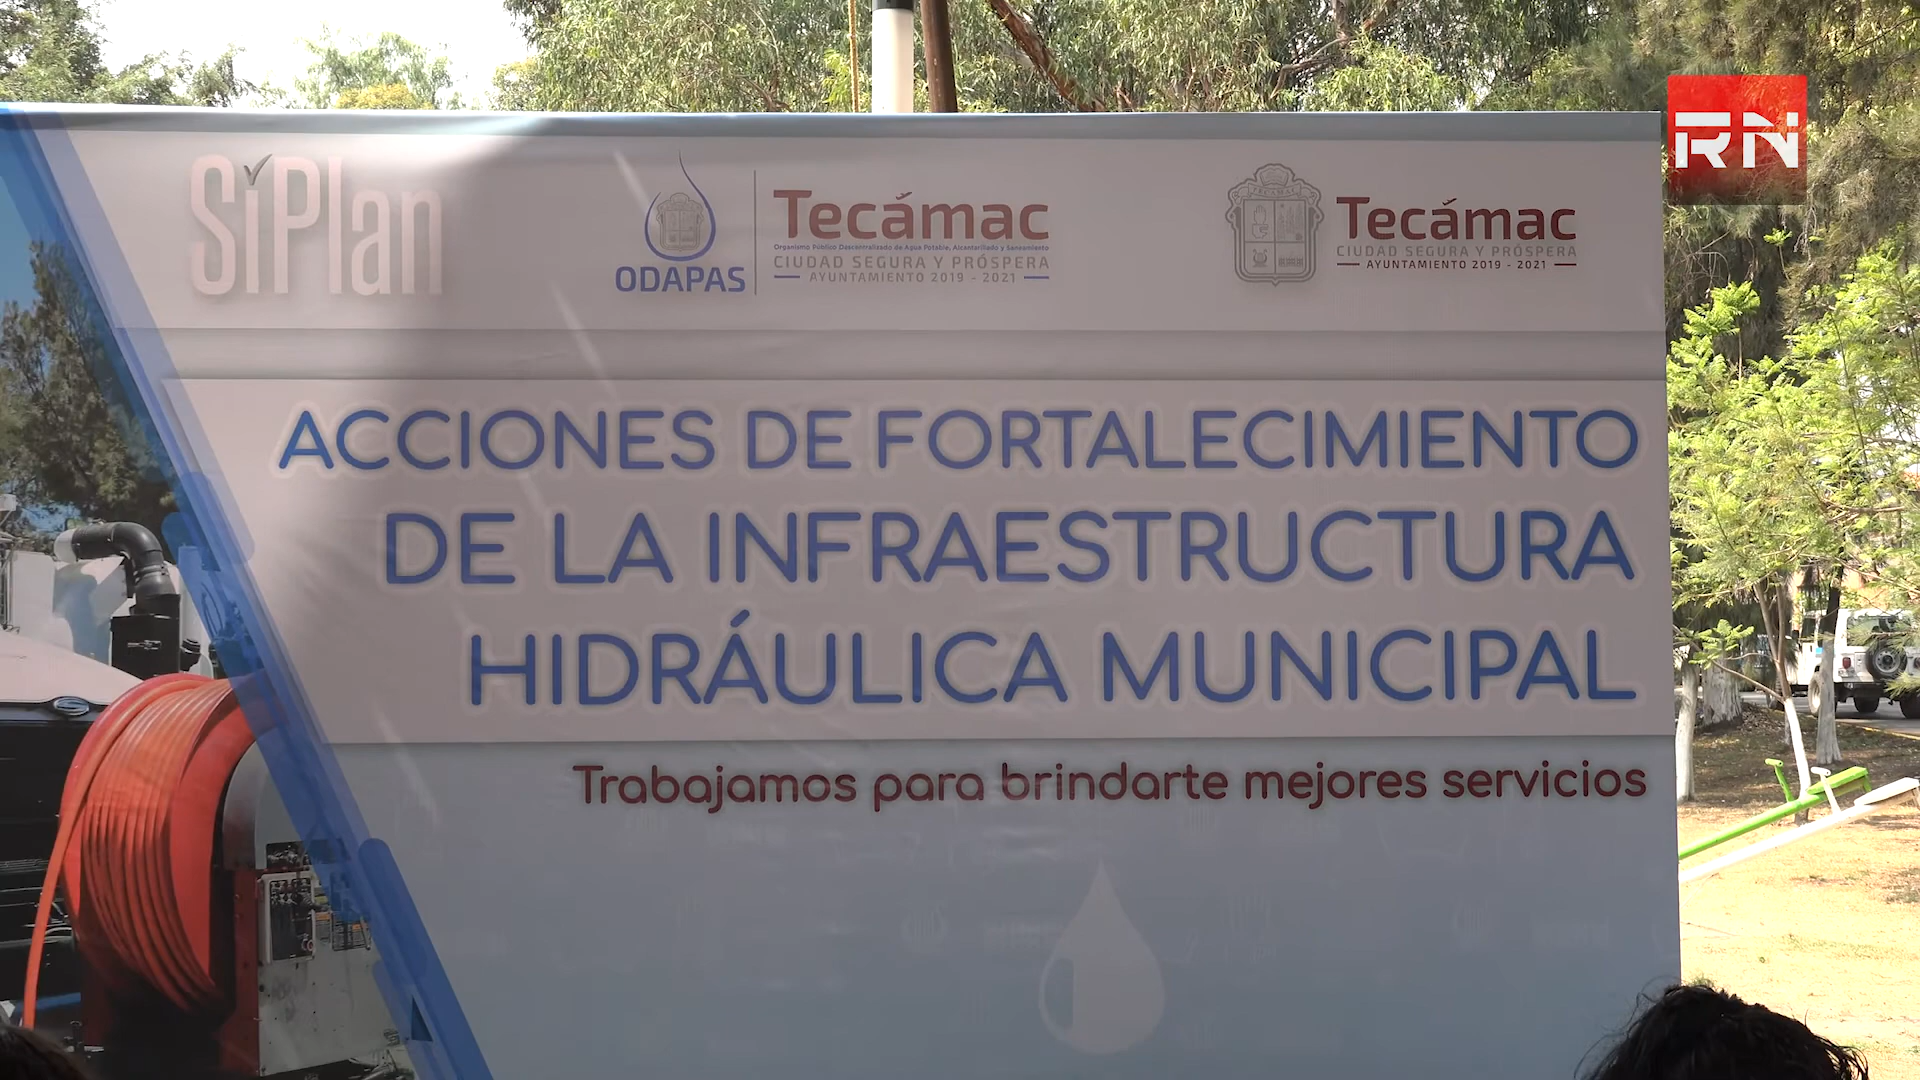 RN
SíPlan
ODAPAS
Tecámac
Organismo Público Descentralizado de Agua Potable, Alcantarillado y Saneamiento
CIUDAD SEGURA Y PRÓSPERA
AYUNTAMIENTO 2019 - 2021
Tecámac
CIUDAD SEGURA Y PRÓSPERA
AYUNTAMIENTO 2019 - 2021
ACCIONES DE FORTALECIMIENTO
DE LA INFRAESTRUCTURA
HIDRÁULICA MUNICIPAL
Trabajamos para brindarte mejores servicios